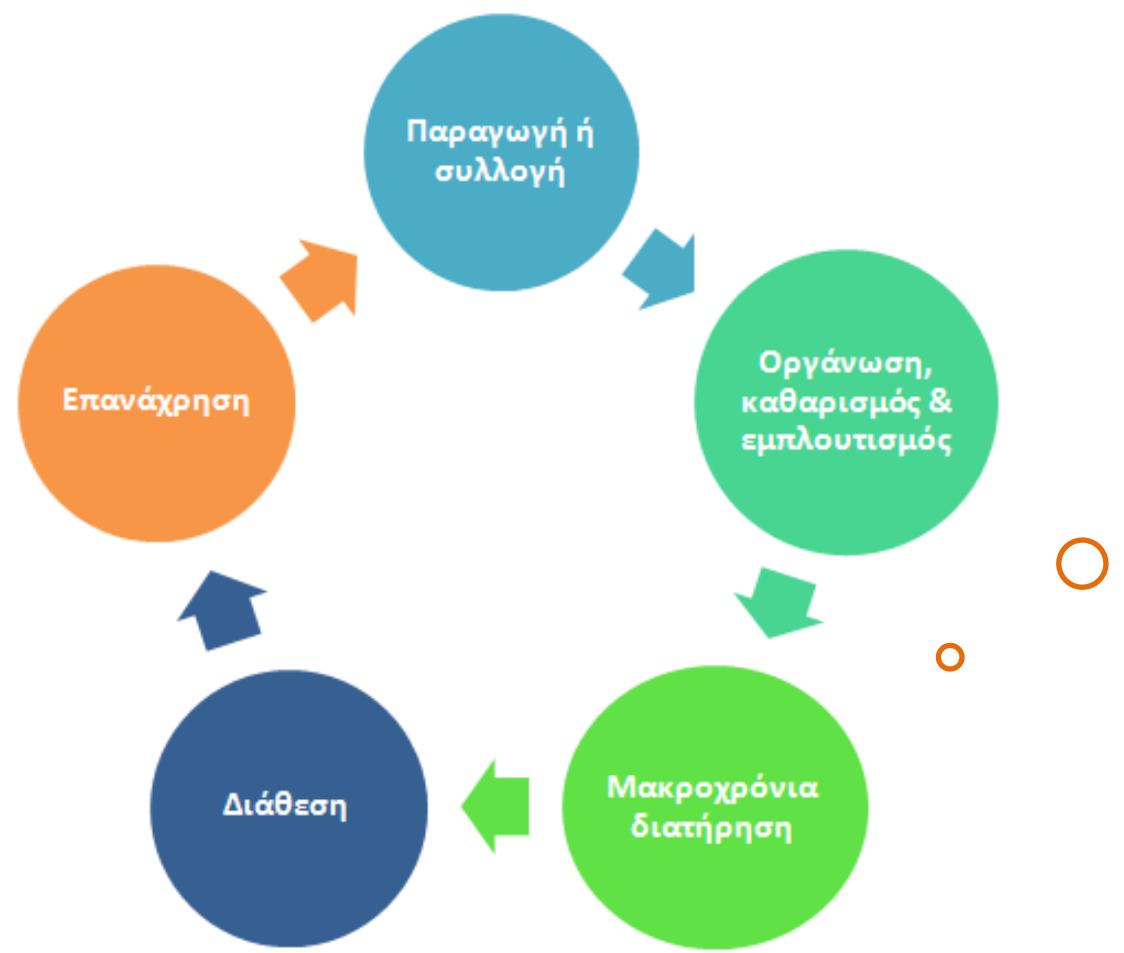 Παραγωγή ή
συλλογή
Οργάνωση,
καθαρισμός &
εμπλουτισμός
Μακροχρόνια
διατήρηση
Διάθεση
Επανάχρηση